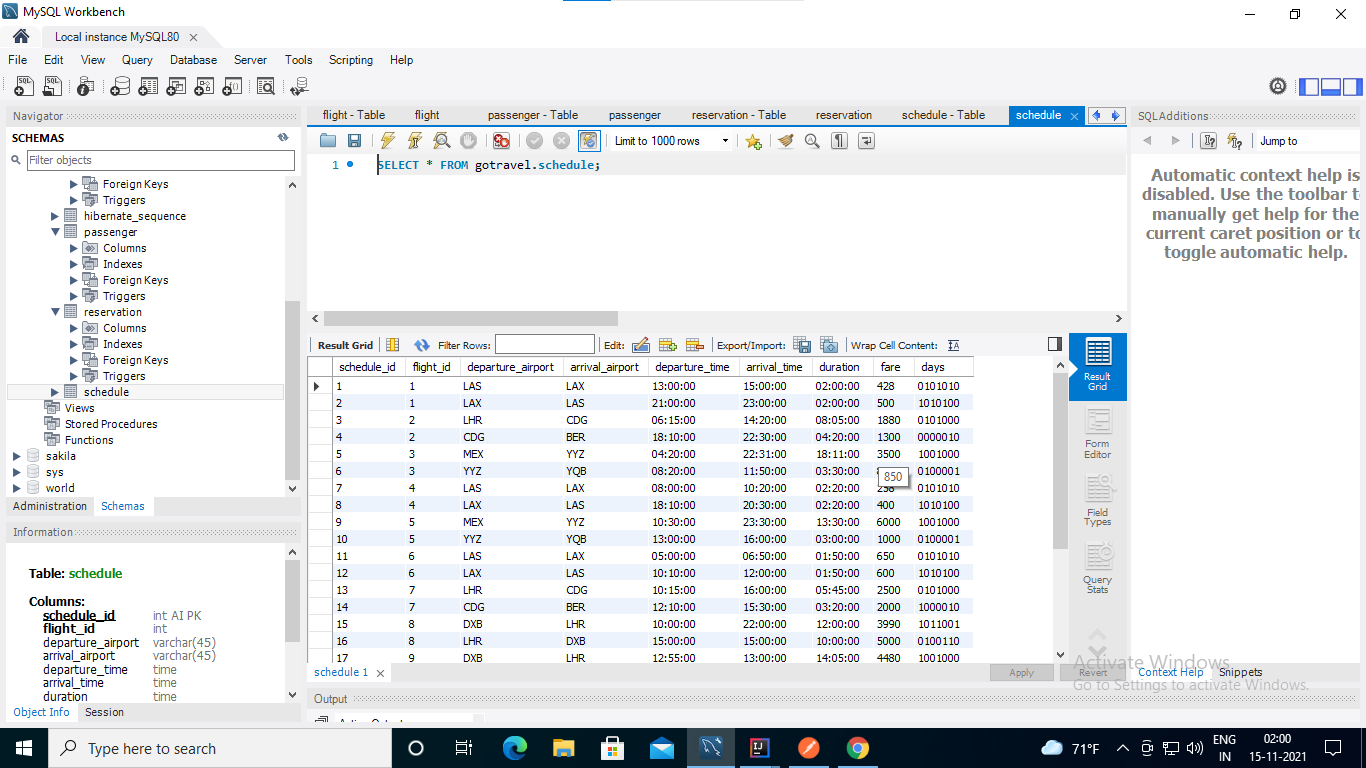 MySQL Workbench
Local instance MySQL80
File Edit View Query Database Server Tools Scripting Help
Navigator
SCHEMAS
Filter objects
Foreign Keys
Triggers
hibernate_sequence
passenger
Columns
Indexes
Foreign Keys
Triggers
reservation
Columns
Indexes
Foreign Keys
Triggers
schedule
Views
Stored Procedures
Functions
sakila
sys
world
Administration Schemas
Information
Table: schedule
Columns:
schedule_id int AI PK
flight_id int
departure_airport varchar(45)
arrival_airport varchar(45)
departure_time time
arrival_time time
duration time
Object Info Session
flight - Table flight passenger - Table passenger reservation - Table reservation schedule - Table schedule
Limit to 1000 rows
1 SELECT * FROM gotravel.schedule;
Result Grid Filter Rows: Edit: Export/Import: Wrap Cell Content:
schedule_id flight_id departure_airport arrival_airport departure_time arrival_time duration fare days
1 1 LAS LAX 13:00:00 15:00:00 02:00:00 428 0101010
2 1 LAX LAS 21:00:00 23:00:00 02:00:00 500 1010100
3 2 LHR CDG 06:15:00 14:20:00 08:05:00 1880 0101000
4 2 CDG BER 18:10:00 22:30:00 04:20:00 1300 0000010
5 3 MEX YYZ 04:20:00 22:31:00 18:11:00 3500 1001000
6 3 YYZ YQB 08:20:00 11:50:00 03:30:00 0100001
850
7 4 LAS LAX 08:00:00 10:20:00 02:20:00 0101010
8 4 LAX LAS 18:10:00 20:30:00 02:20:00 400 1010100
9 5 MEX YYZ 10:30:00 23:30:00 13:30:00 6000 1001000
10 5 YYZ YQB 13:00:00 16:00:00 03:00:00 1000 0100001
11 6 LAS LAX 05:00:00 06:50:00 01:50:00 650 0101010
12 6 LAX LAS 10:10:00 12:00:00 01:50:00 600 1010100
13 7 LHR CDG 10:15:00 16:00:00 05:45:00 2500 0101000
14 7 CDG BER 12:10:00 15:30:00 03:20:00 2000 1000010
15 8 DXB LHR 10:00:00 22:00:00 12:00:00 3990 1011001
16 8 LHR DXB 15:00:00 15:00:00 10:00:00 5000 0100110
17 9 DXB LHR 12:55:00 13:00:00 14:05:00 4480 1001000
schedule 1
Apply Revert
Output
Result
Grid
Form
Editor
Field
Types
Query
Stats
SQLAdditions
Jump to
Automatic context help is
disabled. Use the toolbar t
manually get help for the
current caret position or to
toggle automatic help.
Context Help Snippets
Activate Windows
Go to Settings to activate Windows.
Type here to search
71°F
ENG
IN
02:00
15-11-2021